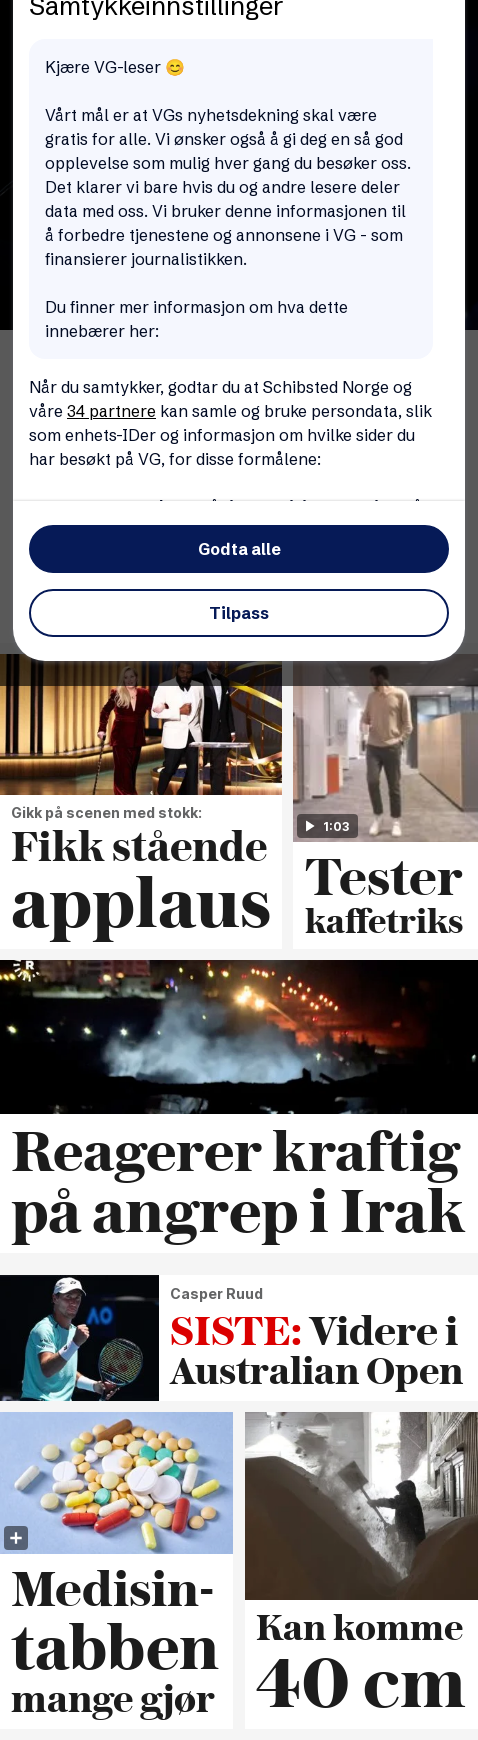 Samtykkeinnstillinger
Kjære VG-leser 😊
Vårt mål er at VGs nyhetsdekning skal være
gratis for alle. Vi ønsker også å gi deg en så god
opplevelse som mulig hver gang du besøker oss.
Det klarer vi bare hvis du og andre lesere deler
data med oss. Vi bruker denne informasjonen til
å forbedre tjenestene og annonsene i VG - som
finansierer journalistikken.
Du finner mer informasjon om hva dette
innebærer her:
Når du samtykker, godtar du at Schibsted Norge og
våre 34 partnere kan samle og bruke persondata, slik
som enhets-IDer og informasjon om hvilke sider du
har besøkt på VG, for disse formålene:
Godta alle
Tilpass
Gikk på scenen med stokk:
Fikk stående
applaus
1:03
Tester
kaffetriks
R
Reagerer kraftig
på angrep i Irak
AO
Casper Ruud
SISTE: Videre i
Australian Open
Medisin-
tabben
mange gjør
Kan komme
40 cm